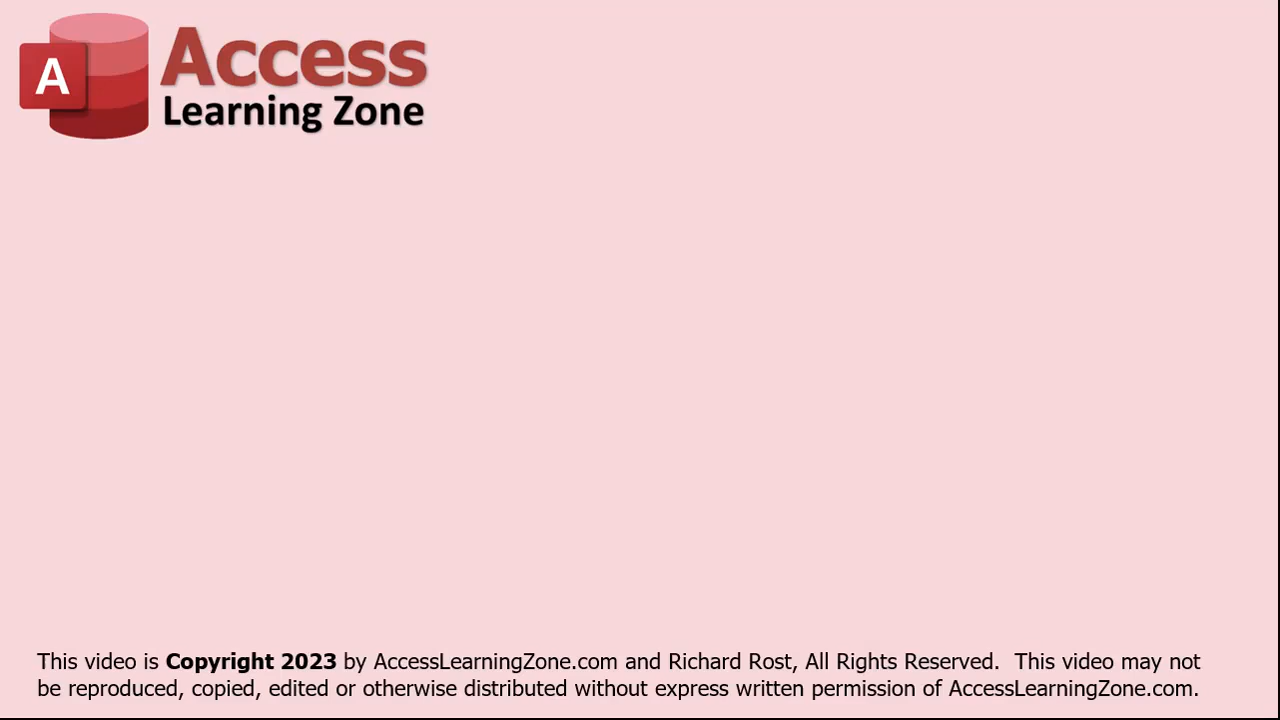 A
Access
Learning Zone
This video is Copyright 2023 by AccessLearningZone.com and Richard Rost, All Rights Reserved.  This video may not
be reproduced, copied, edited or otherwise distributed without express written permission of AccessLearningZone.com.